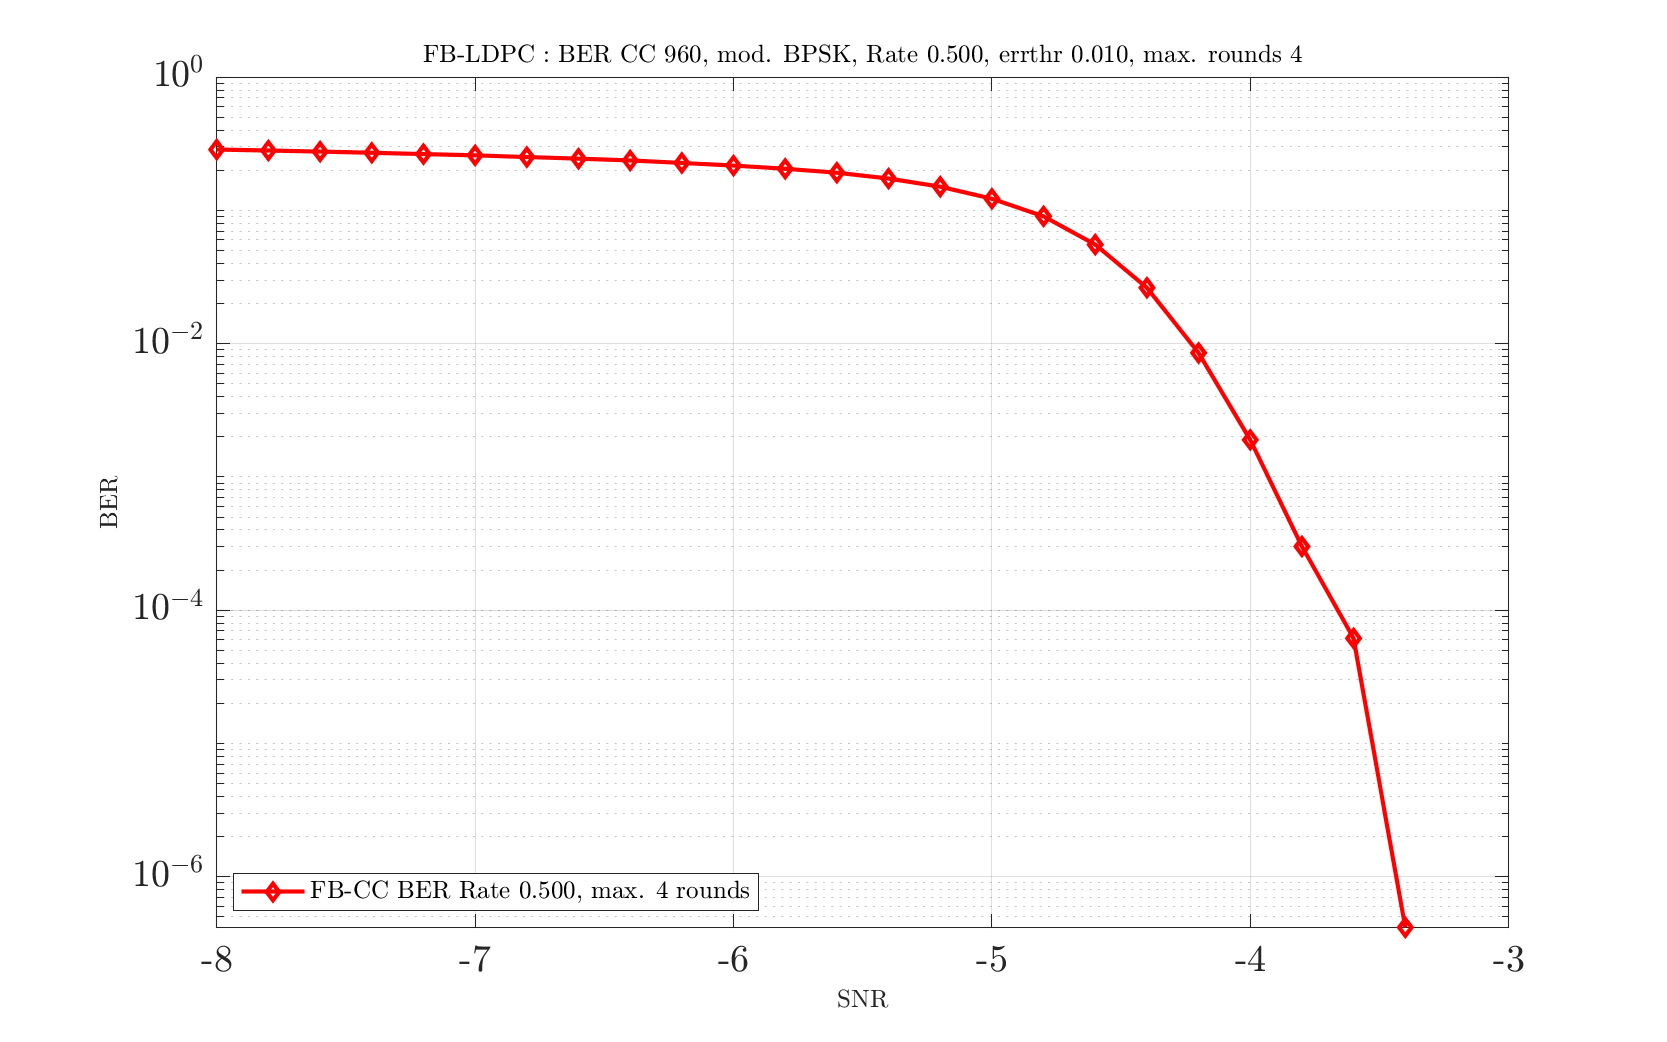 FB-LDPC : BER CC 960, mod. BPSK, Rate 0.500, errthr 0.010, max. rounds 4
10^0
10^-2
10^-4
10^-6
BER
FB-CC BER Rate 0.500, max. 4 rounds
-8 -7 -6 -5 -4 -3
SNR